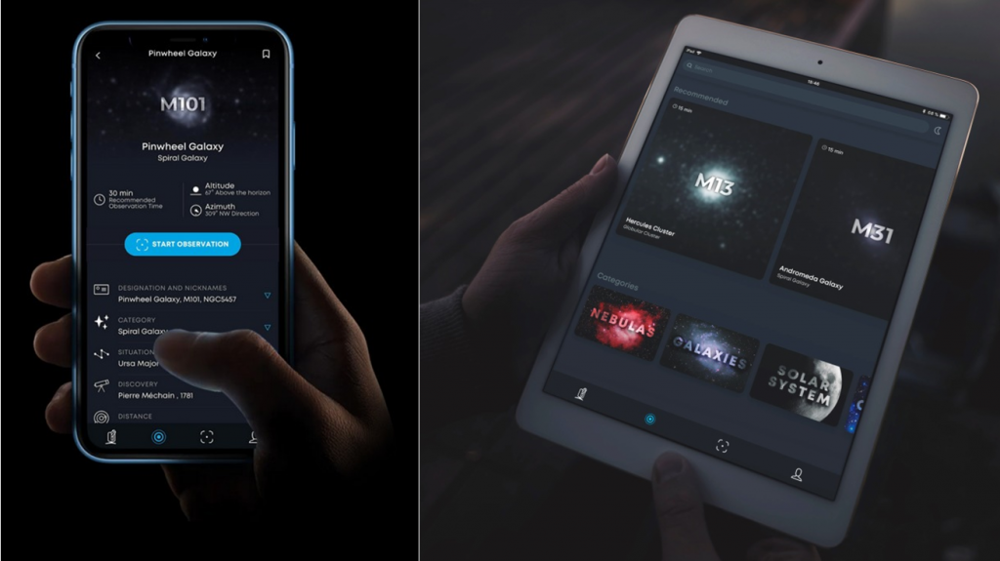 Pinwheel Galaxy
M101
Pinwheel Galaxy
Spiral Galaxy
30 min
Recommended
Observation Time
Altitude
67° Above the horizon
Azimuth
309° NW Direction
START OBSERVATION
DESIGNATION AND NICKNAMES
Pinwheel Galaxy, M101, NGC5457
CATEGORY
Spiral Galaxy
SITUATION
Ursa Major
DISCOVERY
Pierre Méchain , 1781
DISTANCE
iPad
15:45
Search
Recommended
15 min
M13
Hercules Cluster
Globular Cluster
15 min
M31
Andromeda Galaxy
Spiral Galaxy
Categories
NEBULAS
GALAXIES
SOLAR
SYSTEM